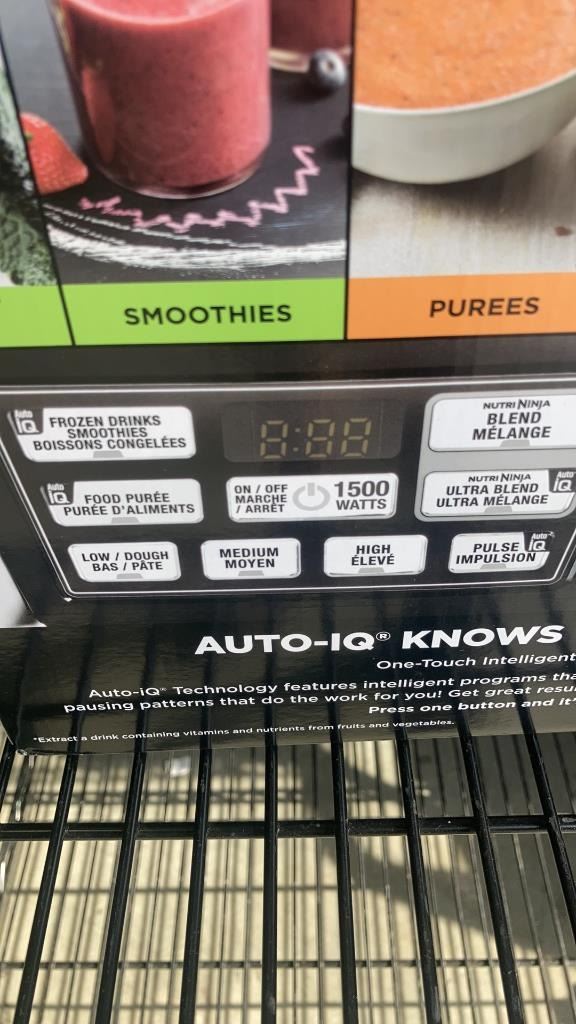 SMOOTHIES
PUREES
Auto iQ
FROZEN DRINKS
SMOOTHIES
BOISSONS CONGELÉES
8:88
NUTRI NINJA
BLEND
MÉLANGE
Auto iQ
FOOD PURÉE
PURÉE D'ALIMENTS
ON / OFF
MARCHE
/ ARRÊT
1500
WATTS
NUTRI NINJA
Auto iQ
ULTRA BLEND
ULTRA MÉLANGE
LOW / DOUGH
BAS / PÂTE
MEDIUM
MOYEN
HIGH
ÉLEVÉ
PULSE
IMPULSION
Auto iQ
AUTO-IQ® KNOWS
One-Touch Intelligent
Auto-iQ® Technology features intelligent programs tha
pausing patterns that do the work for you! Get great resu
Press one button and it'
*Extract a drink containing vitamins and nutrients from fruits and vegetables.